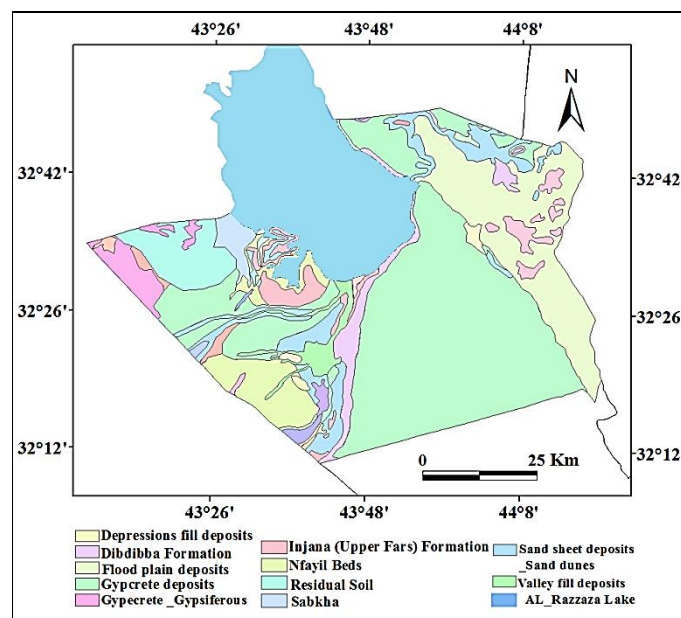 43°26' 43°48' 44°8'
N
32°42' 32°42'
32°26' 32°26'
32°12' 32°12'
0 25 Km
43°26' 43°48' 44°8'
Depressions fill deposits
Dibdibba Formation
Flood plain deposits
Gypcrete deposits
Gypecrete _Gypsiferous
Injana (Upper Fars) Formation
Nfayil Beds
Residual Soil
Sabkha
Sand sheet deposits
_Sand dunes
Valley fill deposits
AL_Razzaza Lake